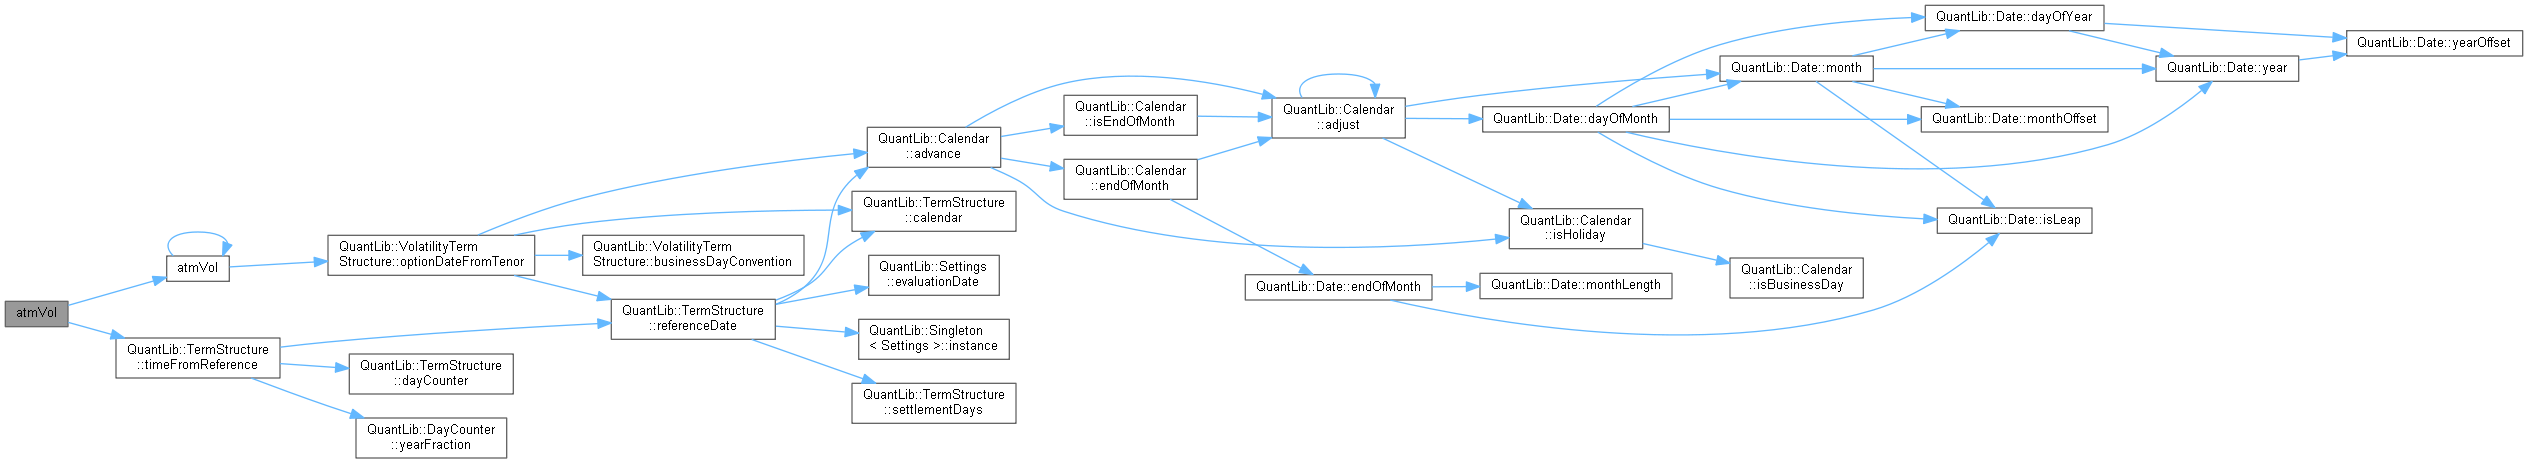 atmVol
atmVol
QuantLib::TermStructure
::timeFromReference
QuantLib::VolatilityTerm
Structure::optionDateFromTenor
QuantLib::TermStructure
::dayCounter
QuantLib::DayCounter
::yearFraction
QuantLib::VolatilityTerm
Structure::businessDayConvention
QuantLib::TermStructure
::referenceDate
QuantLib::Calendar
::advance
QuantLib::TermStructure
::calendar
QuantLib::Settings
::evaluationDate
QuantLib::Singleton
< Settings >::instance
QuantLib::TermStructure
::settlementDays
QuantLib::Calendar
::isEndOfMonth
QuantLib::Calendar
::endOfMonth
QuantLib::Calendar
::adjust
QuantLib::Date::endOfMonth
QuantLib::Date::dayOfMonth
QuantLib::Calendar
::isHoliday
QuantLib::Date::monthLength
QuantLib::Date::month
QuantLib::Calendar
::isBusinessDay
QuantLib::Date::dayOfYear
QuantLib::Date::monthOffset
QuantLib::Date::isLeap
QuantLib::Date::year
QuantLib::Date::yearOffset